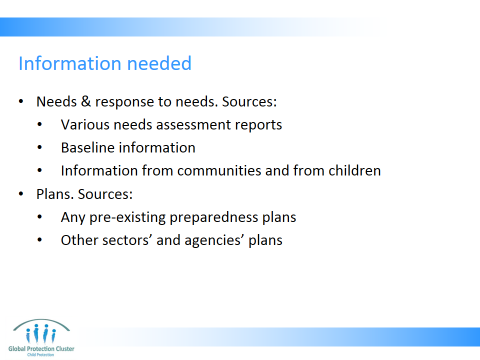 Information needed
• Needs & response to needs. Sources:
• Various needs assessment reports
• Baseline information
• Information from communities and from children
• Plans. Sources:
• Any pre-existing preparedness plans
• Other sectors’ and agencies’ plans
Global Protection Cluster
Child Protection